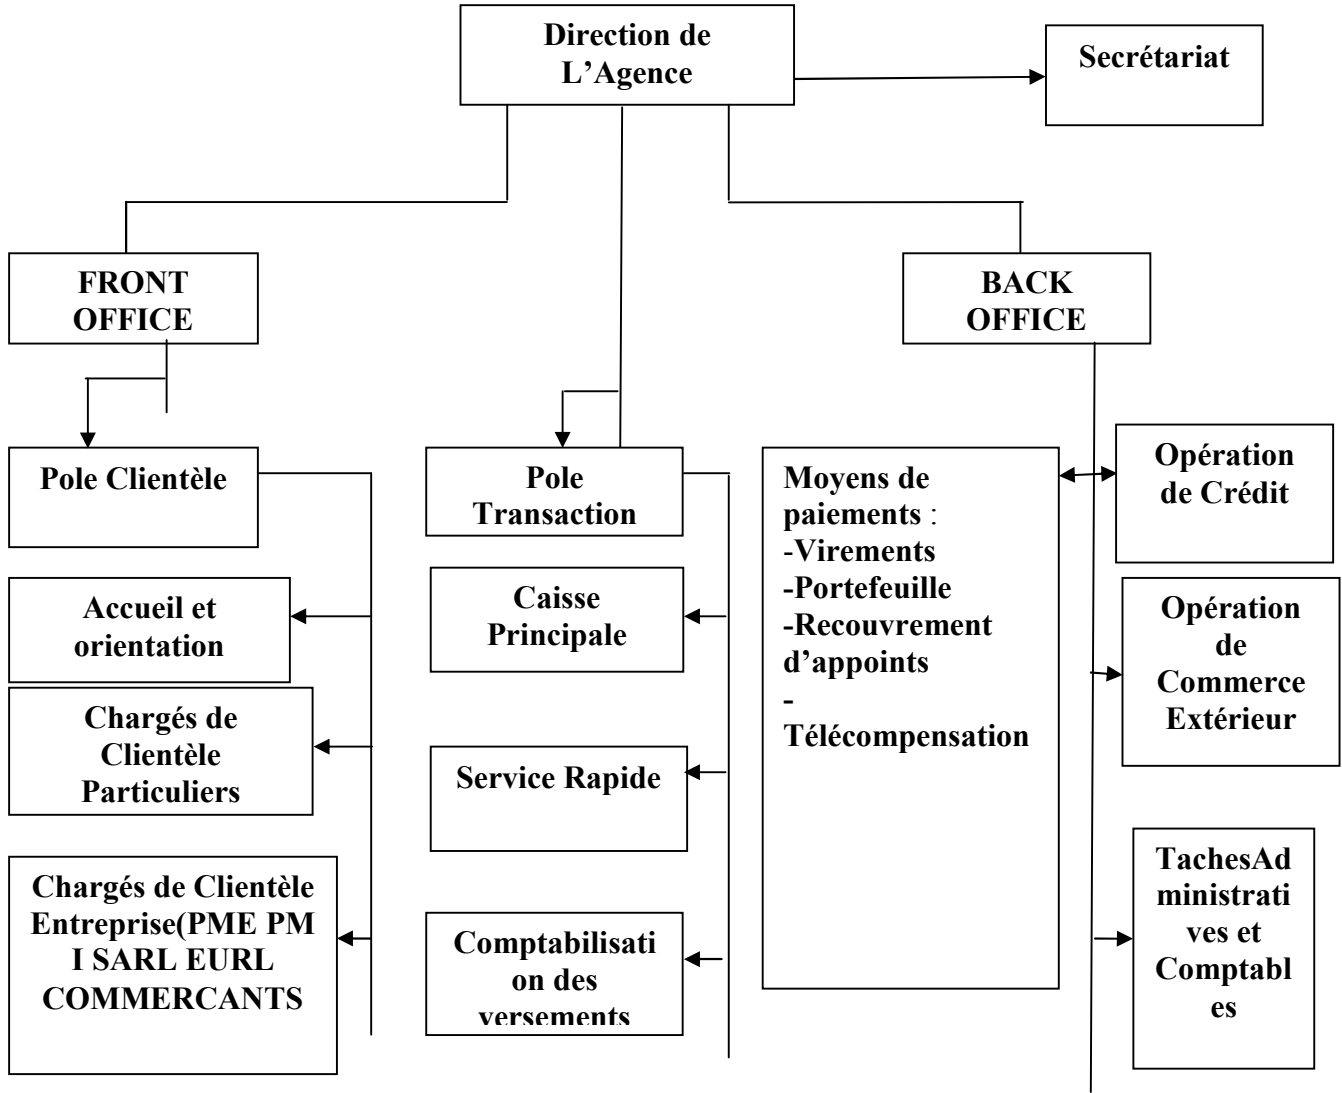 Direction de
L’Agence
Secrétariat
FRONT
OFFICE
BACK
OFFICE
Pole Clientèle
Accueil et
orientation
Chargés de
Clientèle
Particuliers
Chargés de Clientèle
Entreprise(PME PM
I SARL EURL
COMMERCANTS
Pole
Transaction
Caisse
Principale
Service Rapide
Comptabilisati
on des
versements
Moyens de
paiements :
-Virements
-Portefeuille
-Recouvrement
d’appoints
-
Télécompensation
Opération
de Crédit
Opération
de
Commerce
Extérieur
TachesAd
ministrati
ves et
Comptabl
es